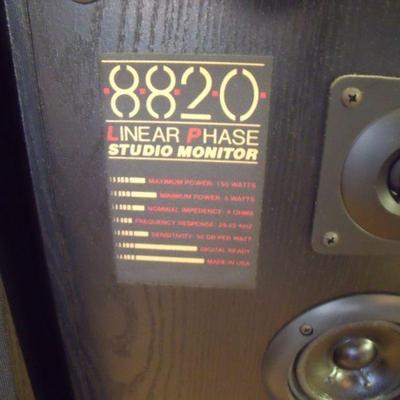 8820
LINEAR PHASE
STUDIO MONITOR
MAXIMUM POWER: 150 WATTS
MINIMUM POWER: 5 WATTS
NOMINAL IMPEDENCE: 8 OHMS
FREQUENCY RESPONSE: 25-22 KHZ
SENSITIVITY: 90 DB PER WATT
DIGITAL READY
MADE IN USA